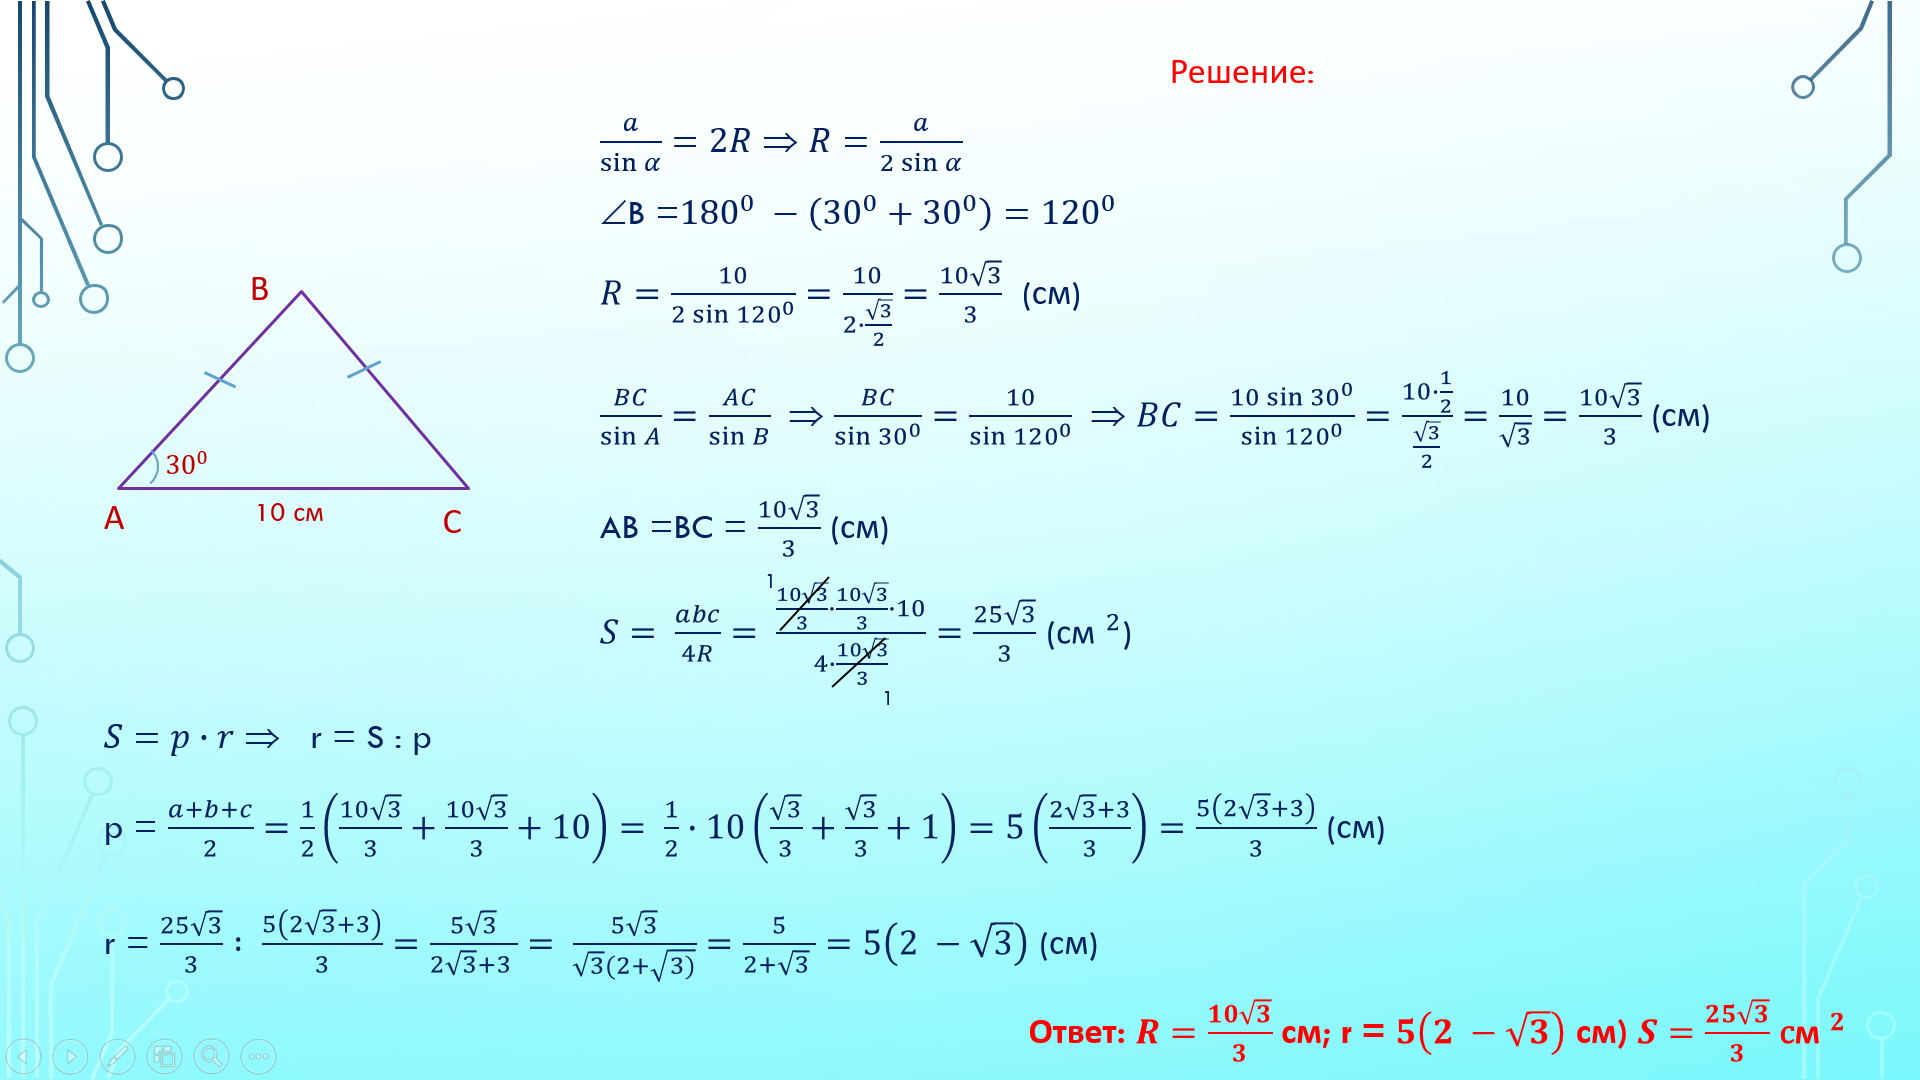 Решение:
a/sin α = 2R ⇒ R = a/(2 sin α)
∠B =180⁰ − (30⁰ + 30⁰) = 120⁰
R = 10/(2 sin 120⁰) = 10/(2·√3/2) = 10√3/3 (см)
BC/sin A = AC/sin B ⇒ BC/sin 30⁰ = 10/sin 120⁰ ⇒ BC = 10 sin 30⁰/sin 120⁰ = (10·1/2)/(√3/2) = 10/√3 = 10√3/3 (см)
B
30⁰
A
10 см
C
AB =BC = 10√3/3 (см)
1
S = abc/4R = (10√3/3·10√3/3·10)/(4·10√3/3) = 25√3/3 (см ²)
1
S = p · r ⇒ r = S : p
p = (a+b+c)/2 = 1/2(10√3/3 + 10√3/3 + 10) = 1/2 · 10(√3/3 + √3/3 + 1) = 5((2√3+3)/3) = 5(2√3+3)/3 (см)
r = 25√3/3 : 5(2√3+3)/3 = 5√3/(2√3+3) = 5√3/(√3(2+√3)) = 5/(2+√3) = 5(2 − √3) (см)
Ответ: R = 10√3/3 см; r = 5(2 − √3) см) S = 25√3/3 см ²